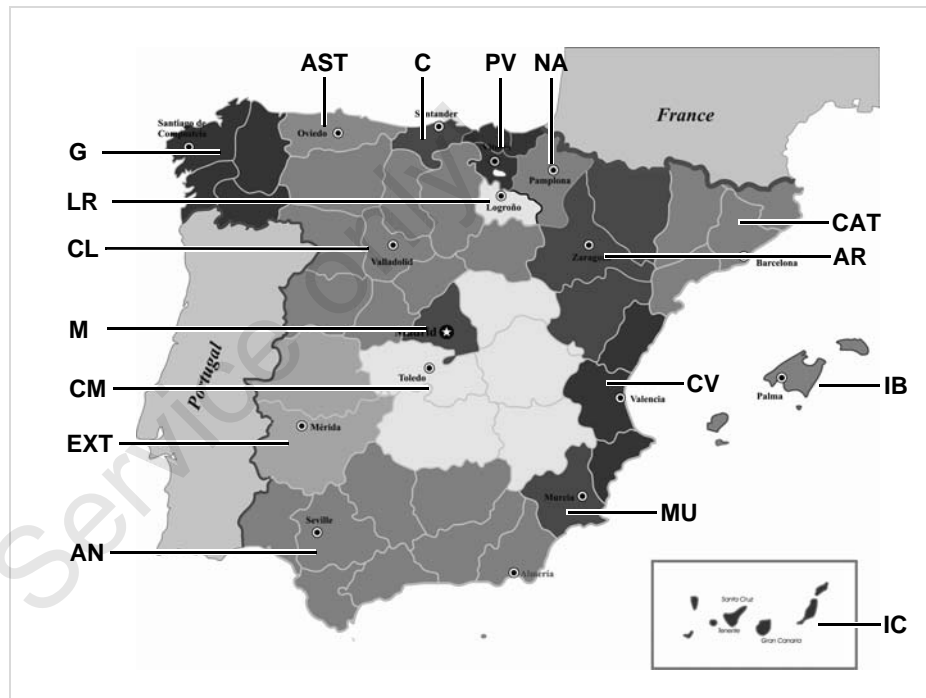 AST C PV NA
France
Santander
Santiago de
Compostela
Oviedo
G
Pamplona
LR
Logroño
CAT
CL
Valladolid
Zaragoza
AR
Barcelona
M
Madrid
Portugal
Toledo
CM
CV
Palma
IB
Valencia
EXT
Mérida
Murcia
MU
Seville
AN
Almería
Santa Cruz
Tenerife
Gran Canaria
IC
Service only